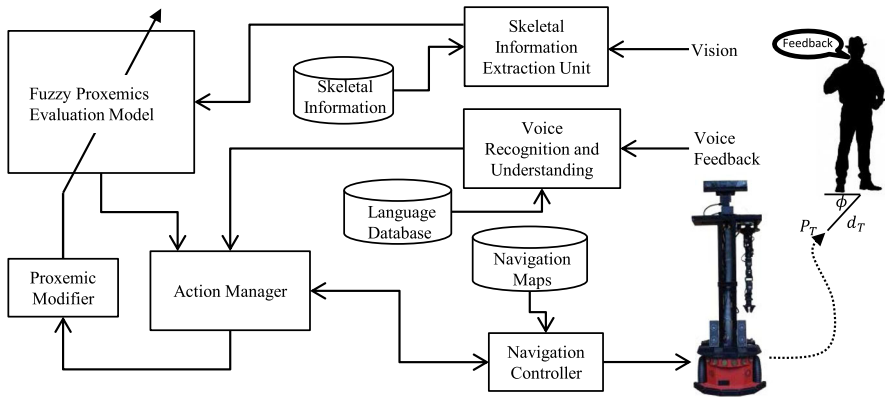 Skeletal
Information
Extraction Unit
Vision
Feedback
Fuzzy Proxemics
Evaluation Model
Skeletal
Information
Voice
Recognition and
Understanding
Voice
Feedback
Language
Database
ϕ
P_T
d_T
Navigation
Maps
Proxemic
Modifier
Action Manager
Navigation
Controller